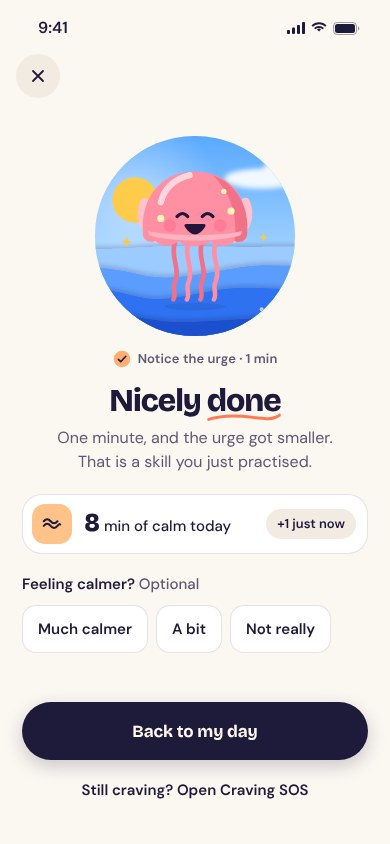 9:41
Notice the urge · 1 min
Nicely done
One minute, and the urge got smaller.
That is a skill you just practised.
8 min of calm today
+1 just now
Feeling calmer? Optional
Much calmer
A bit
Not really
Back to my day
Still craving? Open Craving SOS